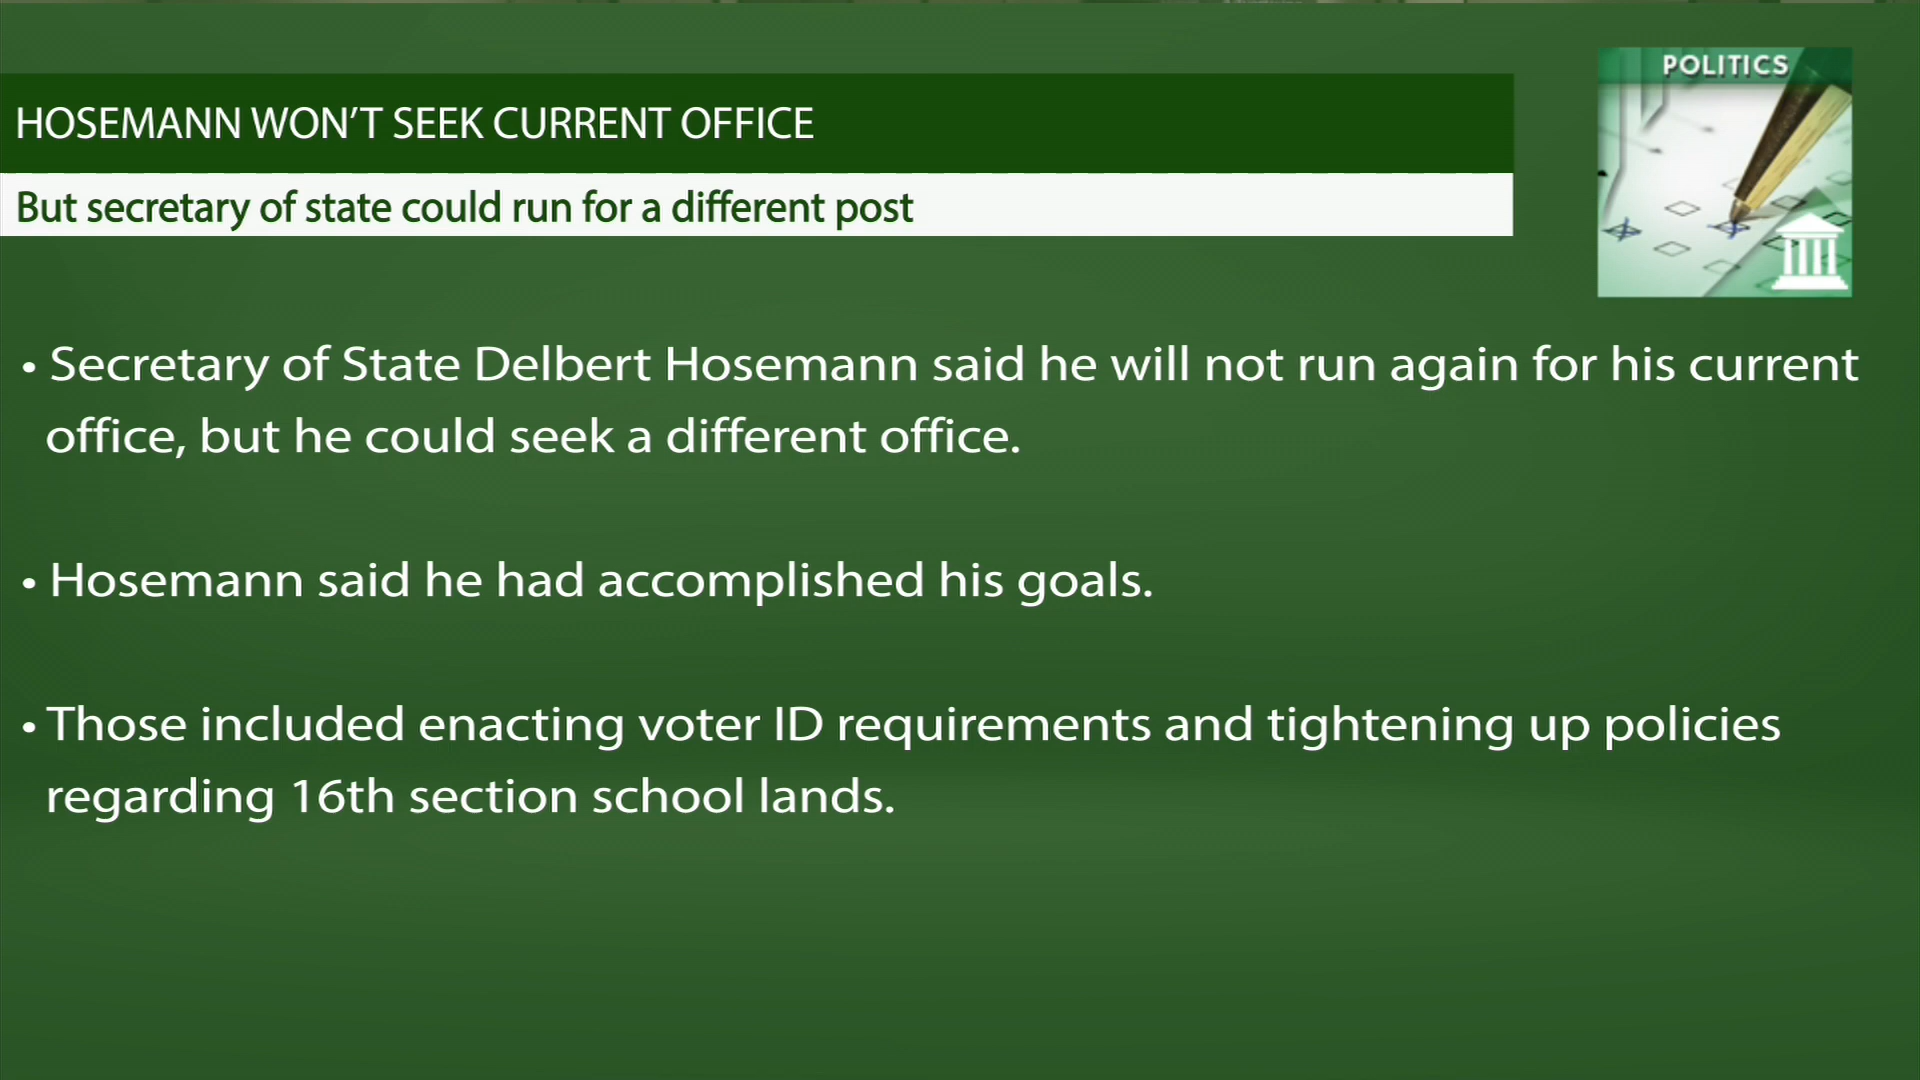 POLITICS
HOSEMANN WON’T SEEK CURRENT OFFICE
But secretary of state could run for a different post
• Secretary of State Delbert Hosemann said he will not run again for his current
office, but he could seek a different office.
• Hosemann said he had accomplished his goals.
• Those included enacting voter ID requirements and tightening up policies
regarding 16th section school lands.